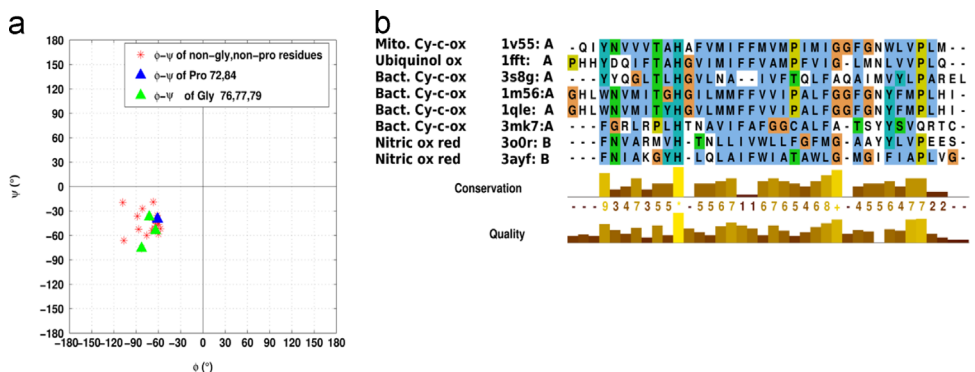 a
φ-ψ of non-gly,non-pro residues
φ-ψ of Pro 72,84
φ-ψ of Gly 76,77,79
180
150
120
90
60
30
0
−30
−60
−90
−120
−150
−180
ψ (°)
−180 −150 −120 −90 −60 −30 0 30 60 90 120 150 180
φ (°)
b
Mito. Cy-c-ox 1v55: A -QIYNVVVTAHAFVMIFFMVMPIMIGGFGNWLVPLM--
Ubiquinol ox 1fft: A PHHYDQIFTAHGVIMIFFVAMPFVIG-LMNLVVPLQ--
Bact. Cy-c-ox 3s8g: A ---YYQGLTLHGVLNA--IVFTQLFAQAIMVYLPAREL
Bact. Cy-c-ox 1m56:A GHLWNVMITGHGILMMFFVVIPALFGGFGNYFMPLHI-
Bact. Cy-c-ox 1qle: A GHLWNVMITYHGVLMMFFVVIPALFGGFGNYFMPLHI-
Bact. Cy-c-ox 3mk7:A ---FGRLRPLHTNAVIFAFGGCALFA-TSYYSVQRTC-
Nitric ox red 3o0r: B ---FNVARMVH-TNLLIVWLLFGFMG-AAYYLVPEES-
Nitric ox red 3ayf: B ---FNIAKGYH-LQLAIFWIATAWLG-MGIFIAPLVG-
Conservation
---9347355*-5567116765468+-455647722--
Quality